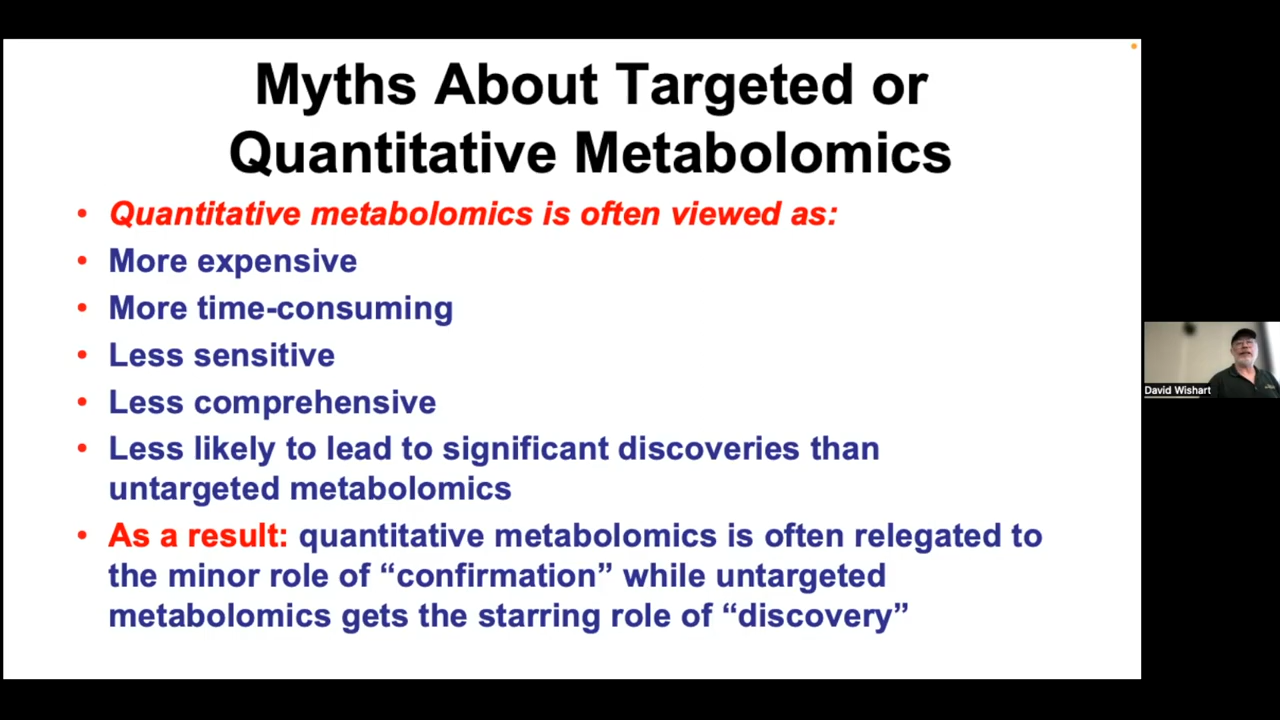 Myths About Targeted or
Quantitative Metabolomics
• Quantitative metabolomics is often viewed as:
• More expensive
• More time-consuming
• Less sensitive
• Less comprehensive
• Less likely to lead to significant discoveries than
untargeted metabolomics
• As a result: quantitative metabolomics is often relegated to
the minor role of “confirmation” while untargeted
metabolomics gets the starring role of “discovery”
David Wishart